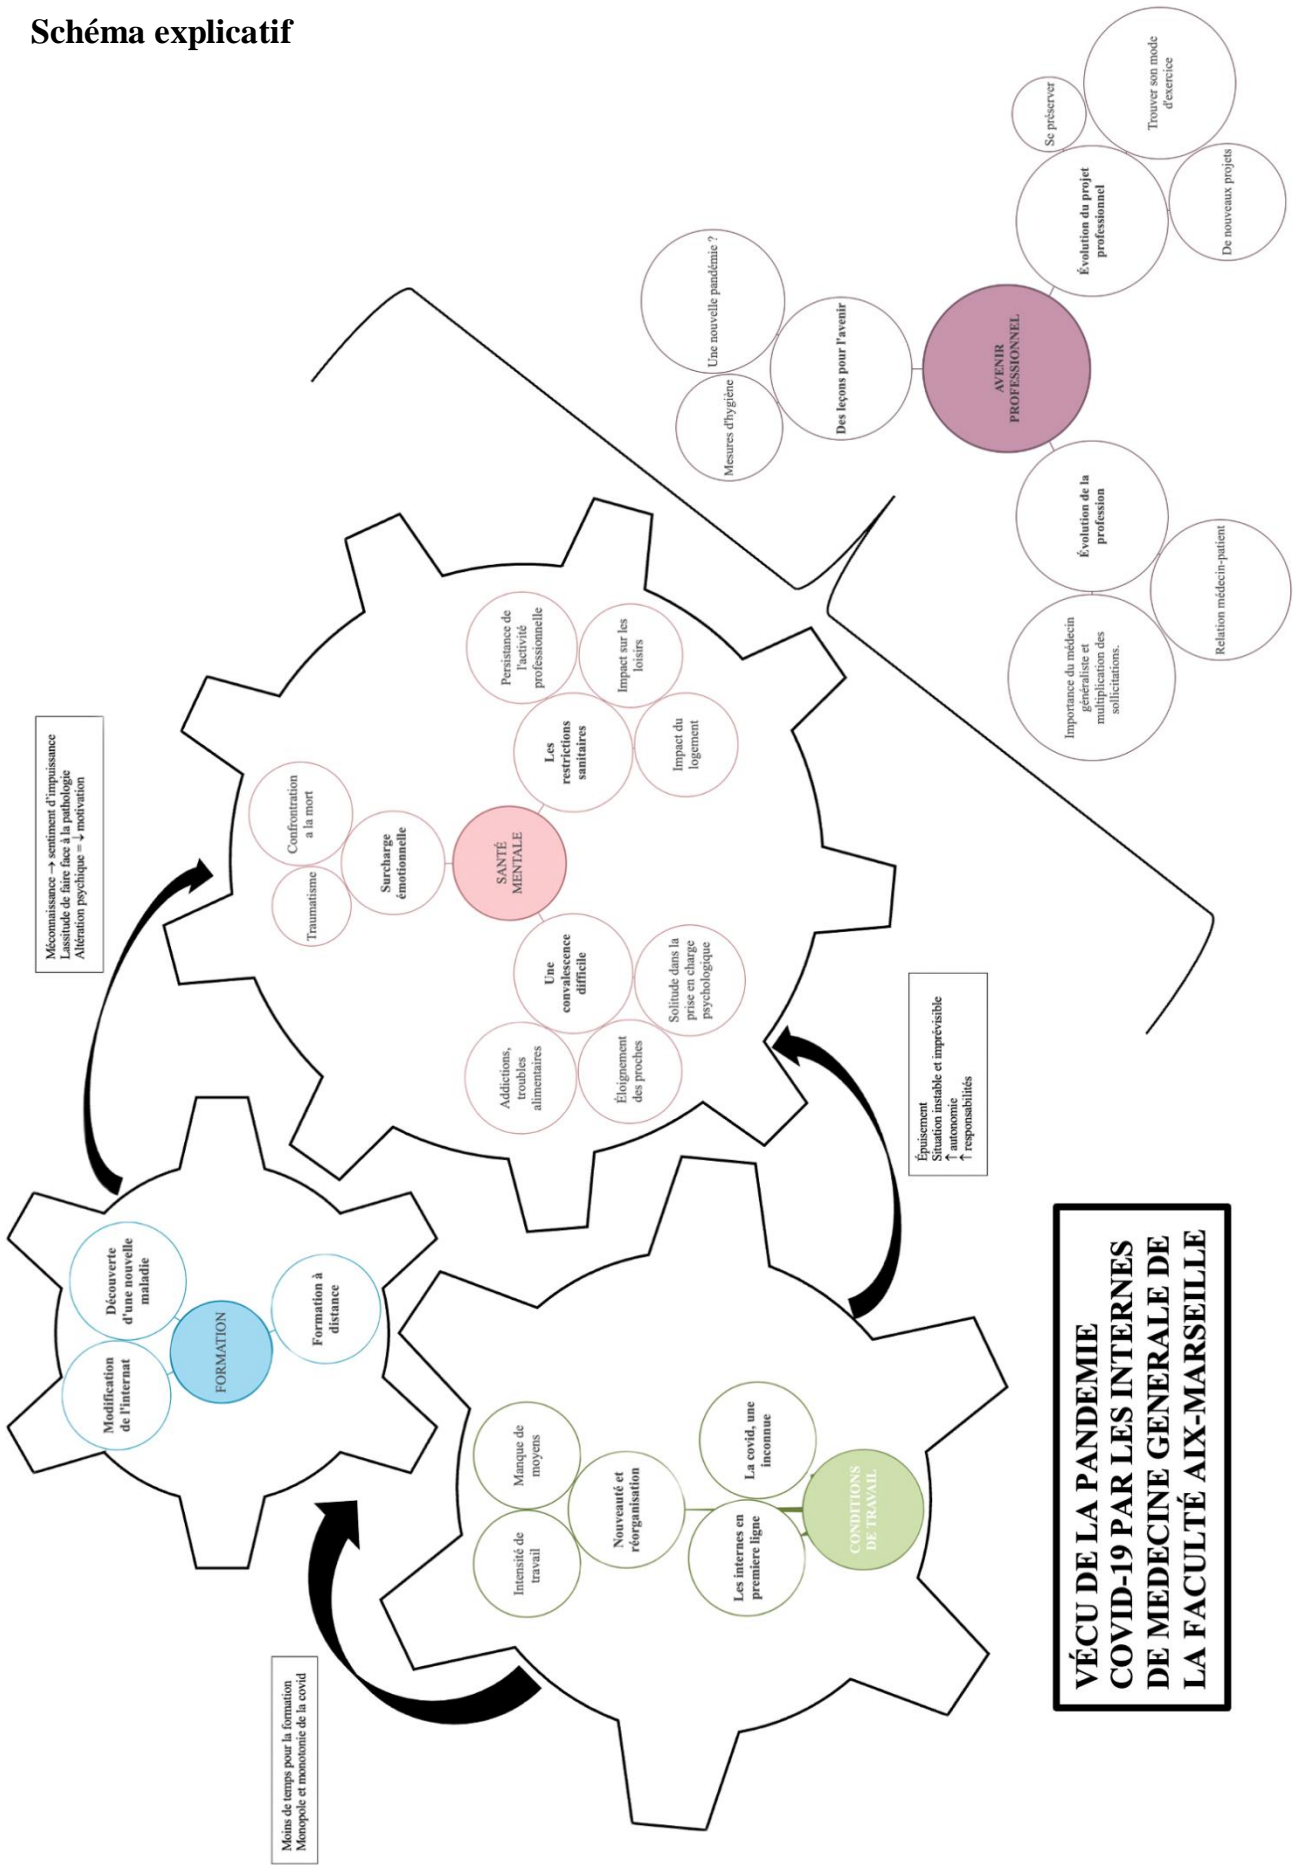 Schéma explicatif
Moins de temps pour la formation
Monopole et monotonie de la covid
Méconnaissance → sentiment d'impuissance
Lassitude de faire face à la pathologie
Altération psychique = ↓ motivation
Modification
de l'internat
Découverte
d'une nouvelle
maladie
FORMATION
Formation à
distance
Intensité de
travail
Manque de
moyens
Nouveauté et
réorganisation
Les internes en
premiere ligne
La covid, une
inconnue
CONDITIONS
DE TRAVAIL
Traumatisme
Confrontration
a la mort
Surcharge
émotionnelle
SANTÉ
MENTALE
Une
convalescence
difficile
Addictions,
troubles
alimentaires
Éloignement
des proches
Solitude dans la
prise en charge
psychologique
Les
restrictions
sanitaires
Persistance de
l'activité
professionnelle
Impact sur les
loisirs
Impact du
logement
Épuisement
Situation instable et imprévisible
↑ autonomie
↑ responsabilités
Mesures d'hygiène
Une nouvelle pandémie ?
Des leçons pour l'avenir
AVENIR
PROFESSIONNEL
Évolution de la
profession
Importance du médecin
généraliste et
multiplication des
sollicitations.
Relation médecin-patient
Évolution du projet
professionnel
Se préserver
Trouver son mode
d'exercice
De nouveaux projets
VÉCU DE LA PANDEMIE
COVID-19 PAR LES INTERNES
DE MEDECINE GENERALE DE
LA FACULTÉ AIX-MARSEILLE